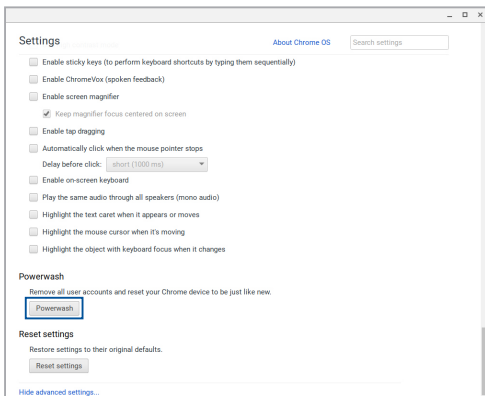 Settings
About Chrome OS
Search settings
Enable sticky keys (to perform keyboard shortcuts by typing them sequentially)
Enable ChromeVox (spoken feedback)
Enable screen magnifier
Keep magnifier focus centered on screen
Enable tap dragging
Automatically click when the mouse pointer stops
Delay before click: short (1000 ms)
Enable on-screen keyboard
Play the same audio through all speakers (mono audio)
Highlight the text caret when it appears or moves
Highlight the mouse cursor when it's moving
Highlight the object with keyboard focus when it changes
Powerwash
Remove all user accounts and reset your Chrome device to be just like new.
Powerwash
Reset settings
Restore settings to their original defaults.
Reset settings
Hide advanced settings...